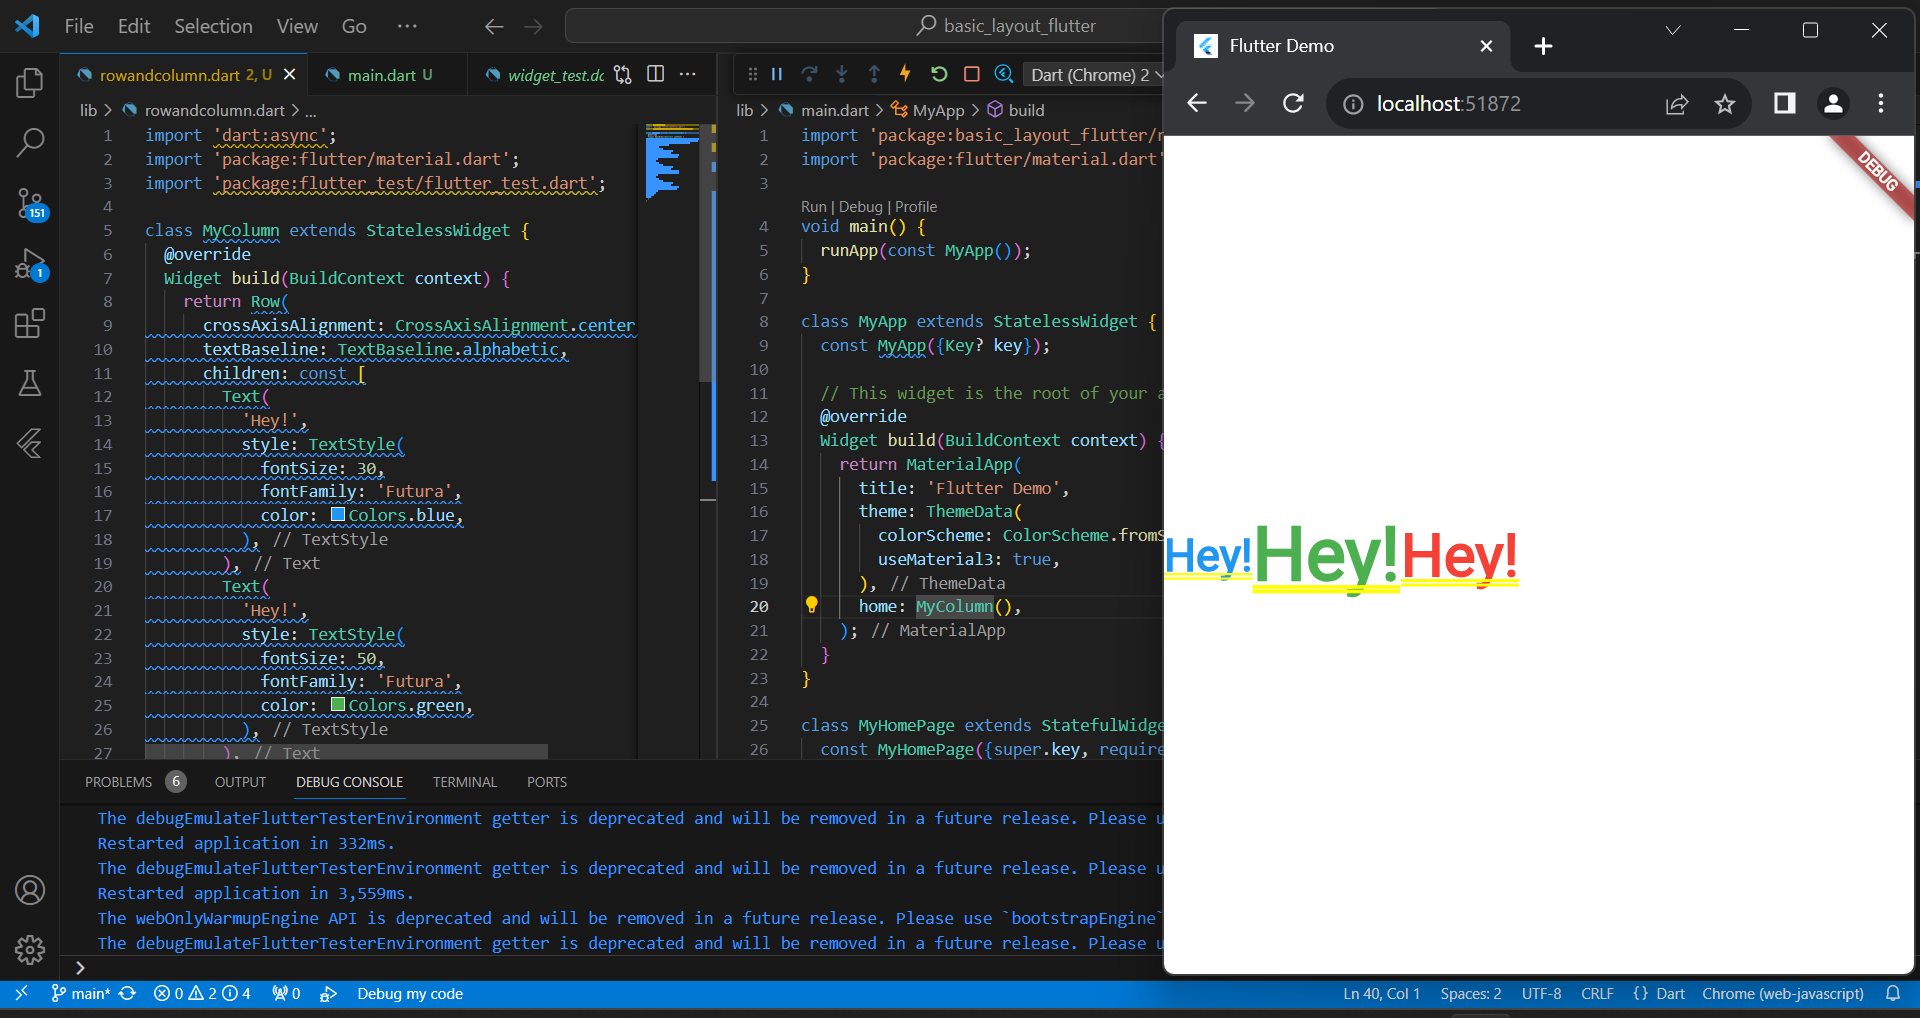 File Edit Selection View Go ··· basic_layout_flutter
rowandcolumn.dart 2, U
main.dart U
widget_test.dc
Dart (Chrome) 2
lib > rowandcolumn.dart > ...
1 import 'dart:async';
2 import 'package:flutter/material.dart';
3 import 'package:flutter_test/flutter_test.dart';
4
5 class MyColumn extends StatelessWidget {
6 @override
7 Widget build(BuildContext context) {
8 return Row(
9 crossAxisAlignment: CrossAxisAlignment.center
10 textBaseline: TextBaseline.alphabetic,
11 children: const [
12 Text(
13 'Hey!',
14 style: TextStyle(
15 fontSize: 30,
16 fontFamily: 'Futura',
17 color: Colors.blue,
18 ), // TextStyle
19 ), // Text
20 Text(
21 'Hey!',
22 style: TextStyle(
23 fontSize: 50,
24 fontFamily: 'Futura',
25 color: Colors.green,
26 ), // TextStyle
27 ), // Text
lib > main.dart > MyApp > build
1 import 'package:basic_layout_flutter/
2 import 'package:flutter/material.dart'
3
Run | Debug | Profile
4 void main() {
5 runApp(const MyApp());
6 }
7
8 class MyApp extends StatelessWidget {
9 const MyApp({Key? key});
10
11 // This widget is the root of your a
12 @override
13 Widget build(BuildContext context) {
14 return MaterialApp(
15 title: 'Flutter Demo',
16 theme: ThemeData(
17 colorScheme: ColorScheme.fromS
18 useMaterial3: true,
19 ), // ThemeData
20 home: MyColumn(),
21 ); // MaterialApp
22 }
23 }
24
25 class MyHomePage extends StatefulWidge
26 const MyHomePage({super.key, require
151
1
PROBLEMS 6 OUTPUT DEBUG CONSOLE TERMINAL PORTS
The debugEmulateFlutterTesterEnvironment getter is deprecated and will be removed in a future release. Please u
Restarted application in 332ms.
The debugEmulateFlutterTesterEnvironment getter is deprecated and will be removed in a future release. Please u
Restarted application in 3,559ms.
The webOnlyWarmupEngine API is deprecated and will be removed in a future release. Please use `bootstrapEngine`
The debugEmulateFlutterTesterEnvironment getter is deprecated and will be removed in a future release. Please u
>
main* 0 2 4 0 Debug my code Ln 40, Col 1 Spaces: 2 UTF-8 CRLF {} Dart Chrome (web-javascript)
Flutter Demo
localhost:51872
DEBUG
Hey!Hey!Hey!